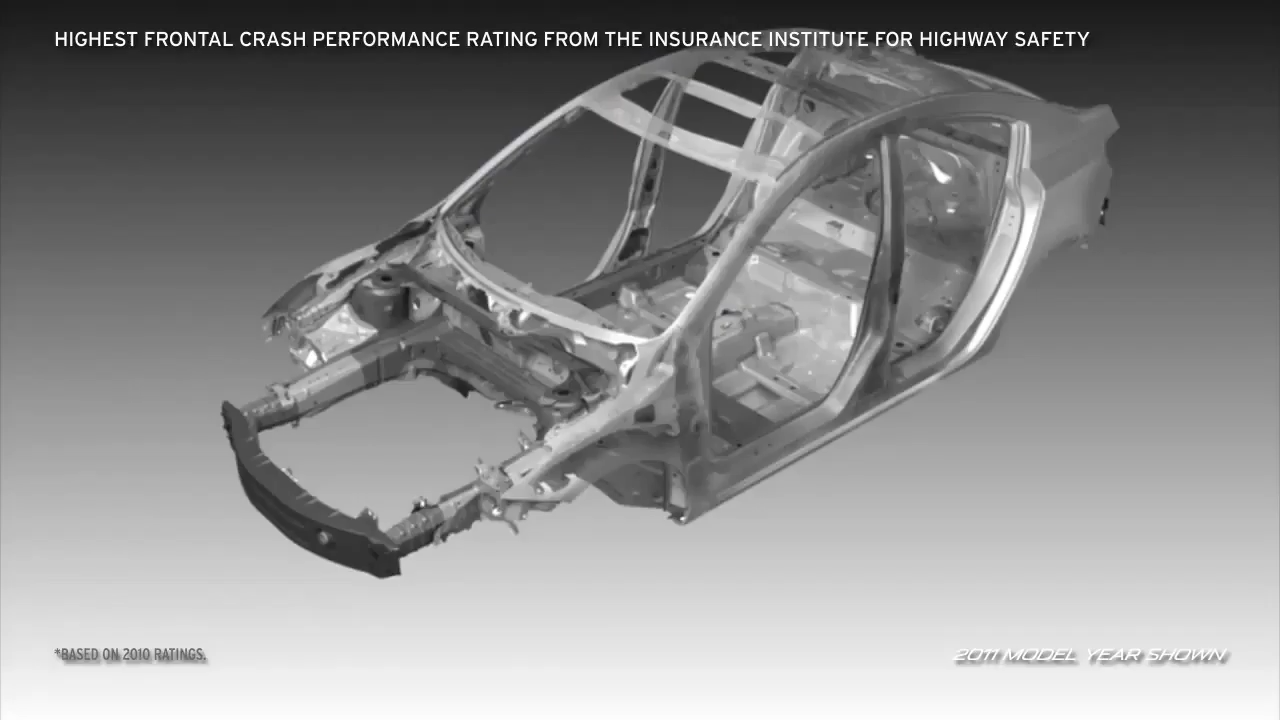 HIGHEST FRONTAL CRASH PERFORMANCE RATING FROM THE INSURANCE INSTITUTE FOR HIGHWAY SAFETY
*BASED ON 2010 RATINGS.
2011 MODEL YEAR SHOWN